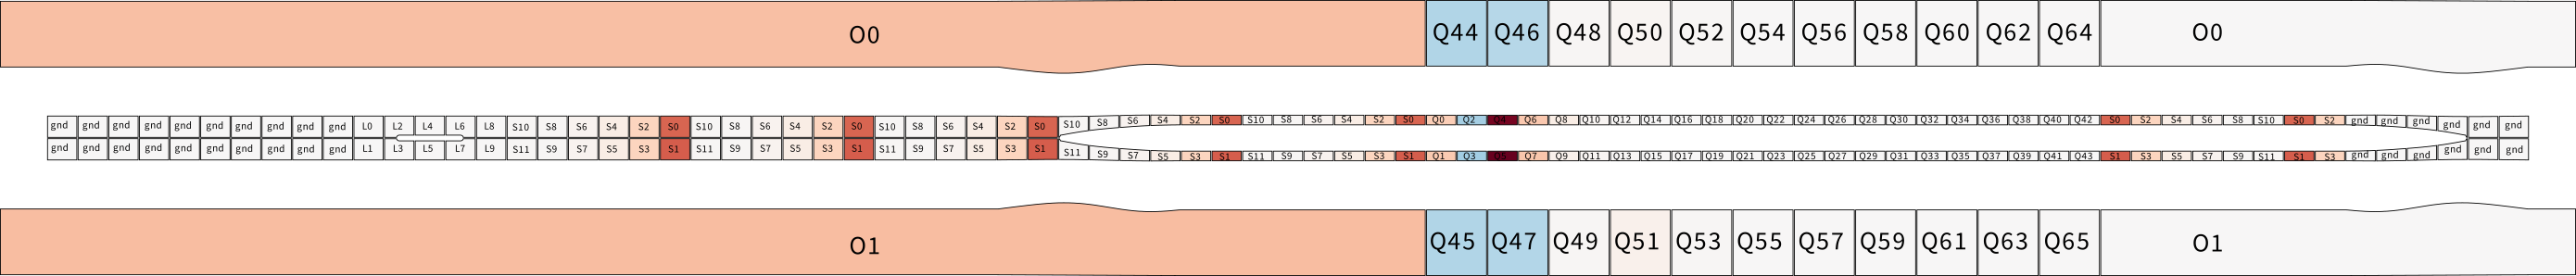 O0 Q44 Q46 Q48 Q50 Q52 Q54 Q56 Q58 Q60 Q62 Q64 O0
gnd gnd gnd gnd gnd gnd gnd gnd gnd gnd L0 L2 L4 L6 L8 S10 S8 S6 S4 S2 S0 S10 S8 S6 S4 S2 S0 S10 S8 S6 S4 S2 S0 S10 S8 S6 S4 S2 S0 S10 S8 S6 S4 S2 S0 Q0 Q2 Q4 Q6 Q8 Q10 Q12 Q14 Q16 Q18 Q20 Q22 Q24 Q26 Q28 Q30 Q32 Q34 Q36 Q38 Q40 Q42 S0 S2 S4 S6 S8 S10 S0 S2 gnd gnd gnd gnd gnd gnd
gnd gnd gnd gnd gnd gnd gnd gnd gnd gnd L1 L3 L5 L7 L9 S11 S9 S7 S5 S3 S1 S11 S9 S7 S5 S3 S1 S11 S9 S7 S5 S3 S1 S11 S9 S7 S5 S3 S1 S11 S9 S7 S5 S3 S1 Q1 Q3 Q5 Q7 Q9 Q11 Q13 Q15 Q17 Q19 Q21 Q23 Q25 Q27 Q29 Q31 Q33 Q35 Q37 Q39 Q41 Q43 S1 S3 S5 S7 S9 S11 S1 S3 gnd gnd gnd gnd gnd gnd
O1 Q45 Q47 Q49 Q51 Q53 Q55 Q57 Q59 Q61 Q63 Q65 O1